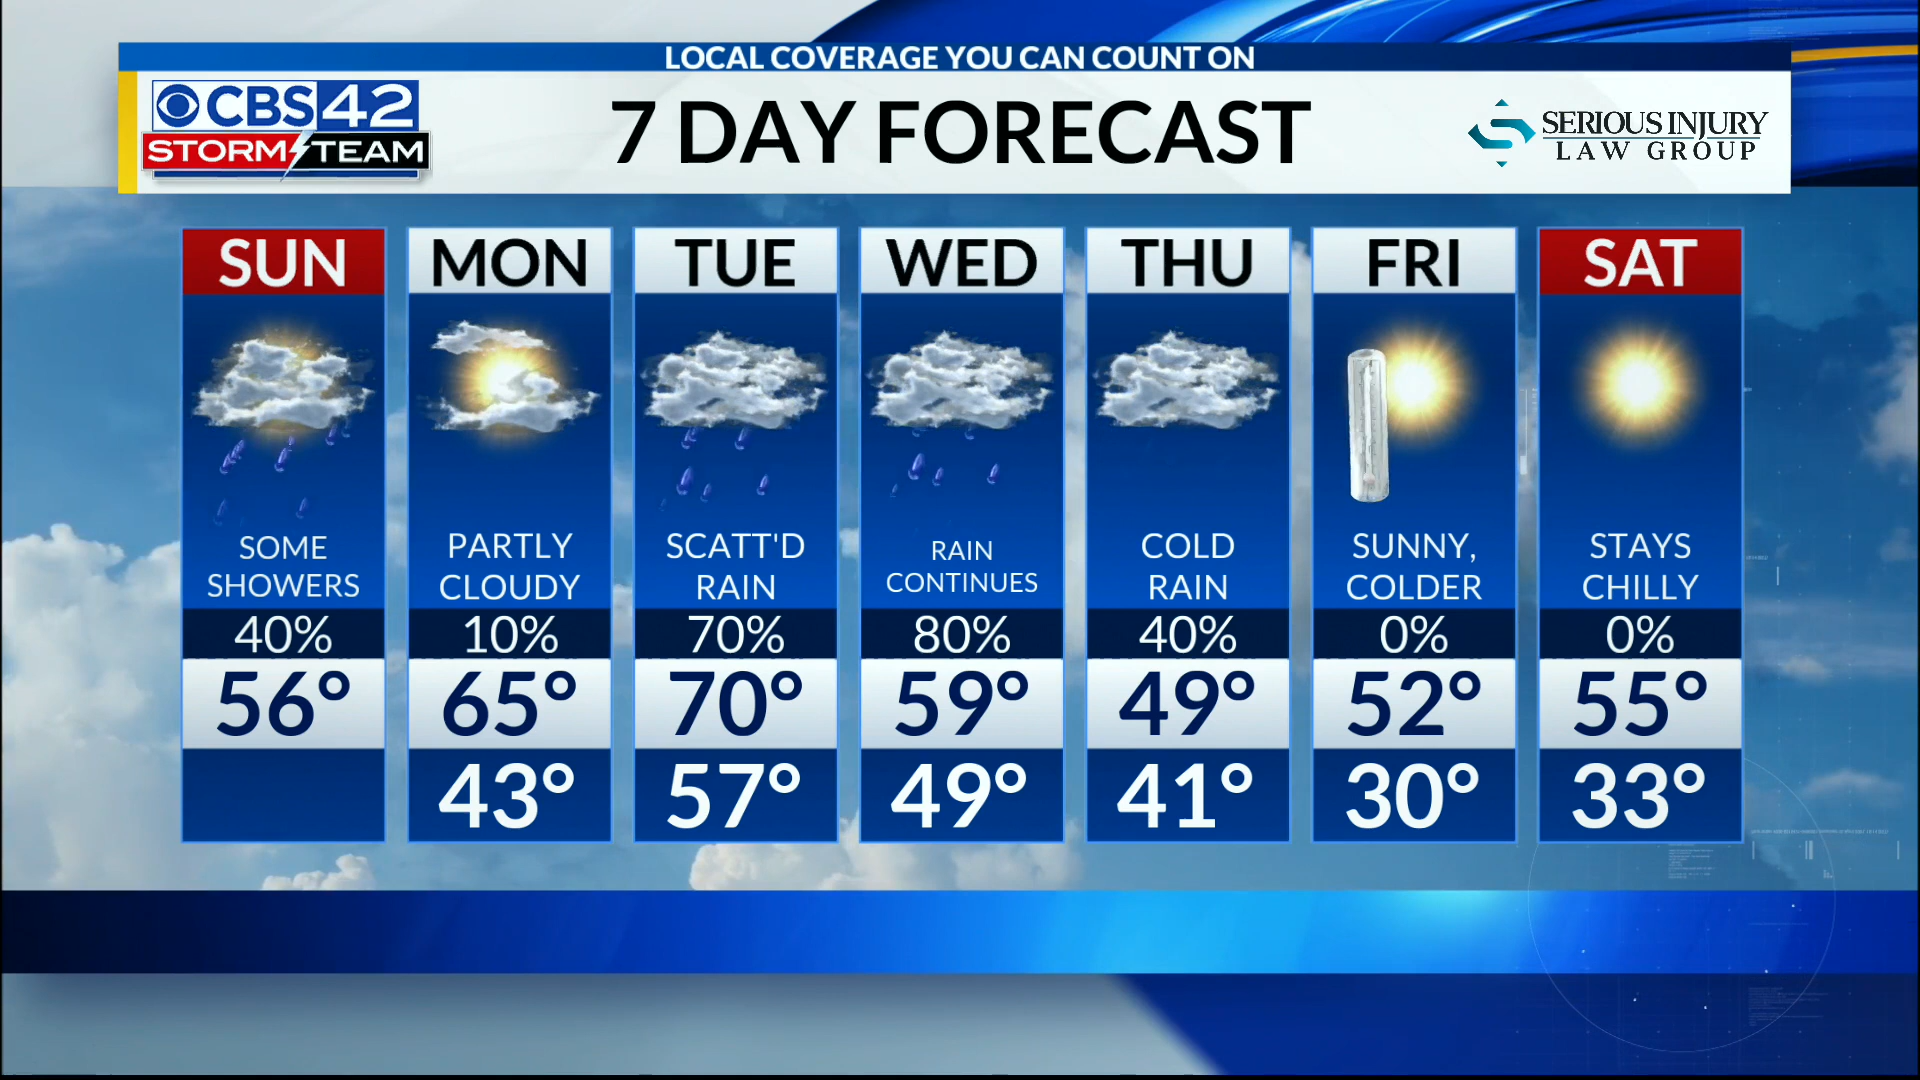 LOCAL COVERAGE YOU CAN COUNT ON
CBS 42
STORM TEAM
7 DAY FORECAST
SERIOUS INJURY
LAW GROUP
SUN
SOME
SHOWERS
40%
56°
MON
PARTLY
CLOUDY
10%
65°
43°
TUE
SCATT'D
RAIN
70%
70°
57°
WED
RAIN
CONTINUES
80%
59°
49°
THU
COLD
RAIN
40%
49°
41°
FRI
SUNNY,
COLDER
0%
52°
30°
SAT
STAYS
CHILLY
0%
55°
33°